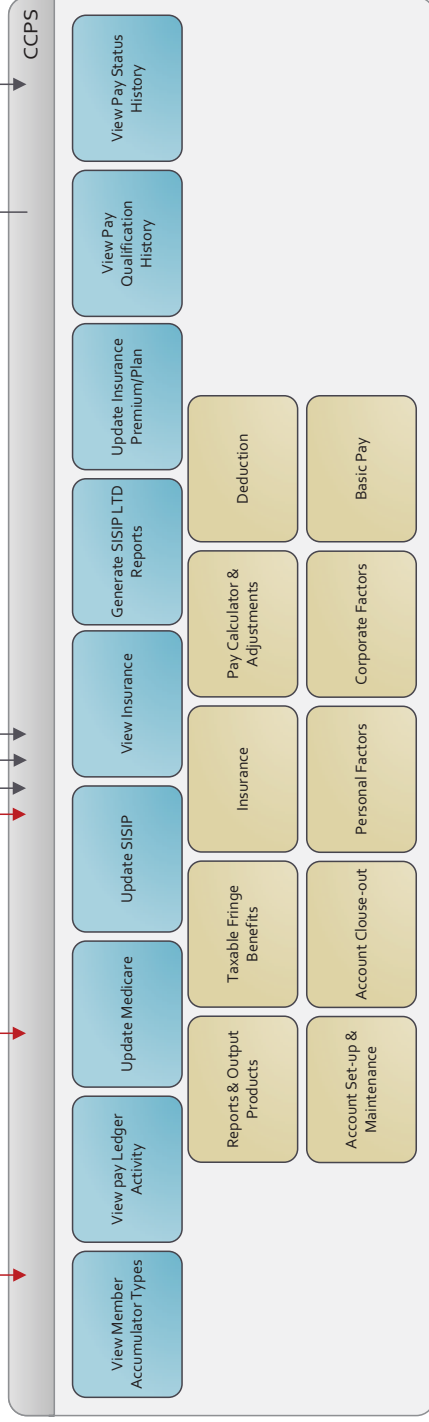 CCPS
View Member
Accumulator Types
View pay Ledger
Activity
Update Medicare
Update SISIP
View Insurance
Generate SISIP LTD
Reports
Update Insurance
Premium/Plan
View Pay
Qualification
History
View Pay Status
History
Reports & Output
Products
Taxable Fringe
Benefits
Insurance
Pay Calculator &
Adjustments
Deduction
Account Set-up &
Maintenance
Account Clouse-out
Personal Factors
Corporate Factors
Basic Pay